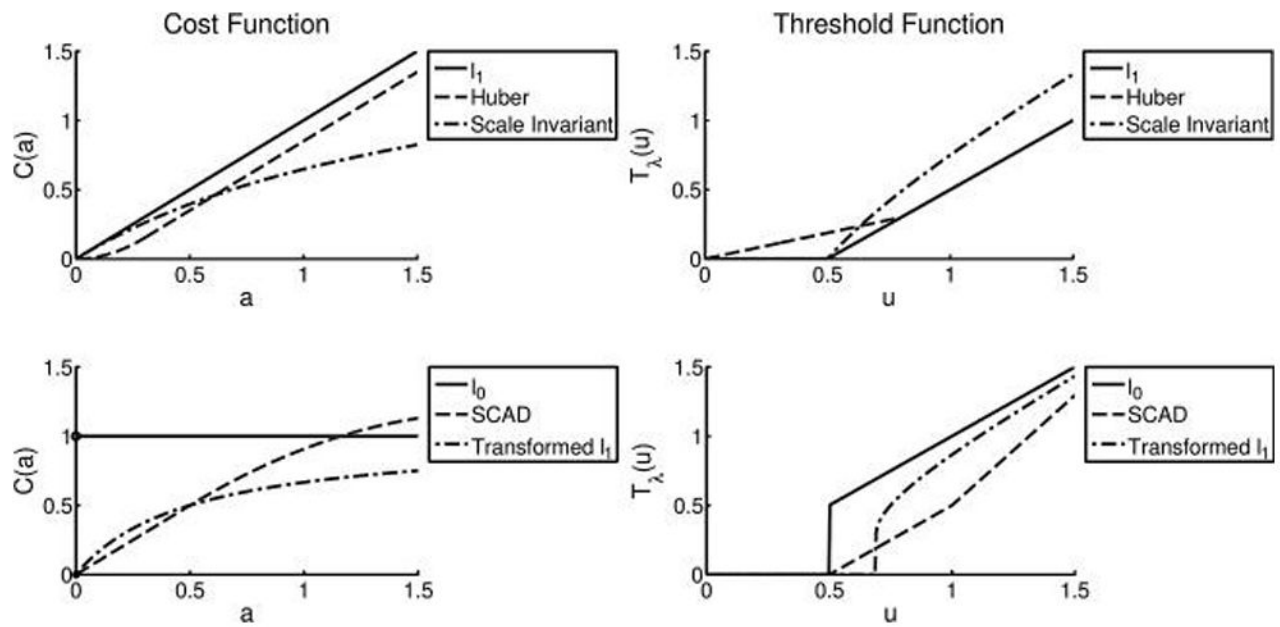 Cost Function
1.5
1
0.5
0
C(a)
0
0.5
1
1.5
a
l₁
Huber
Scale Invariant
Threshold Function
1.5
1
0.5
0
Tλ(u)
0
0.5
1
1.5
u
l₁
Huber
Scale Invariant
1.5
1
0.5
0
C(a)
0
0.5
1
1.5
a
l₀
SCAD
Transformed l₁
1.5
1
0.5
0
Tλ(u)
0
0.5
1
1.5
u
l₀
SCAD
Transformed l₁